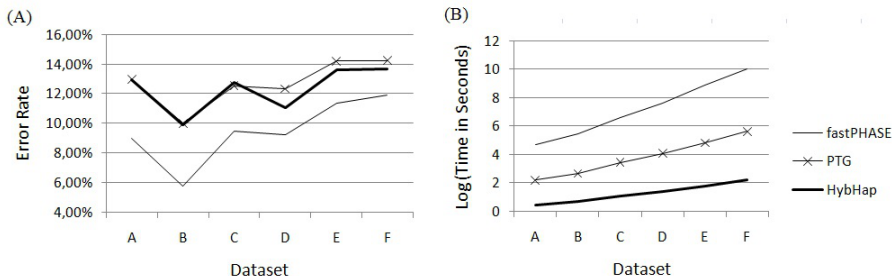 (A)
Error Rate
16,00%
14,00%
12,00%
10,00%
8,00%
6,00%
4,00%
A B C D E F
Dataset
(B)
Log(Time in Seconds)
12
10
8
6
4
2
0
A B C D E F
Dataset
fastPHASE
PTG
HybHap